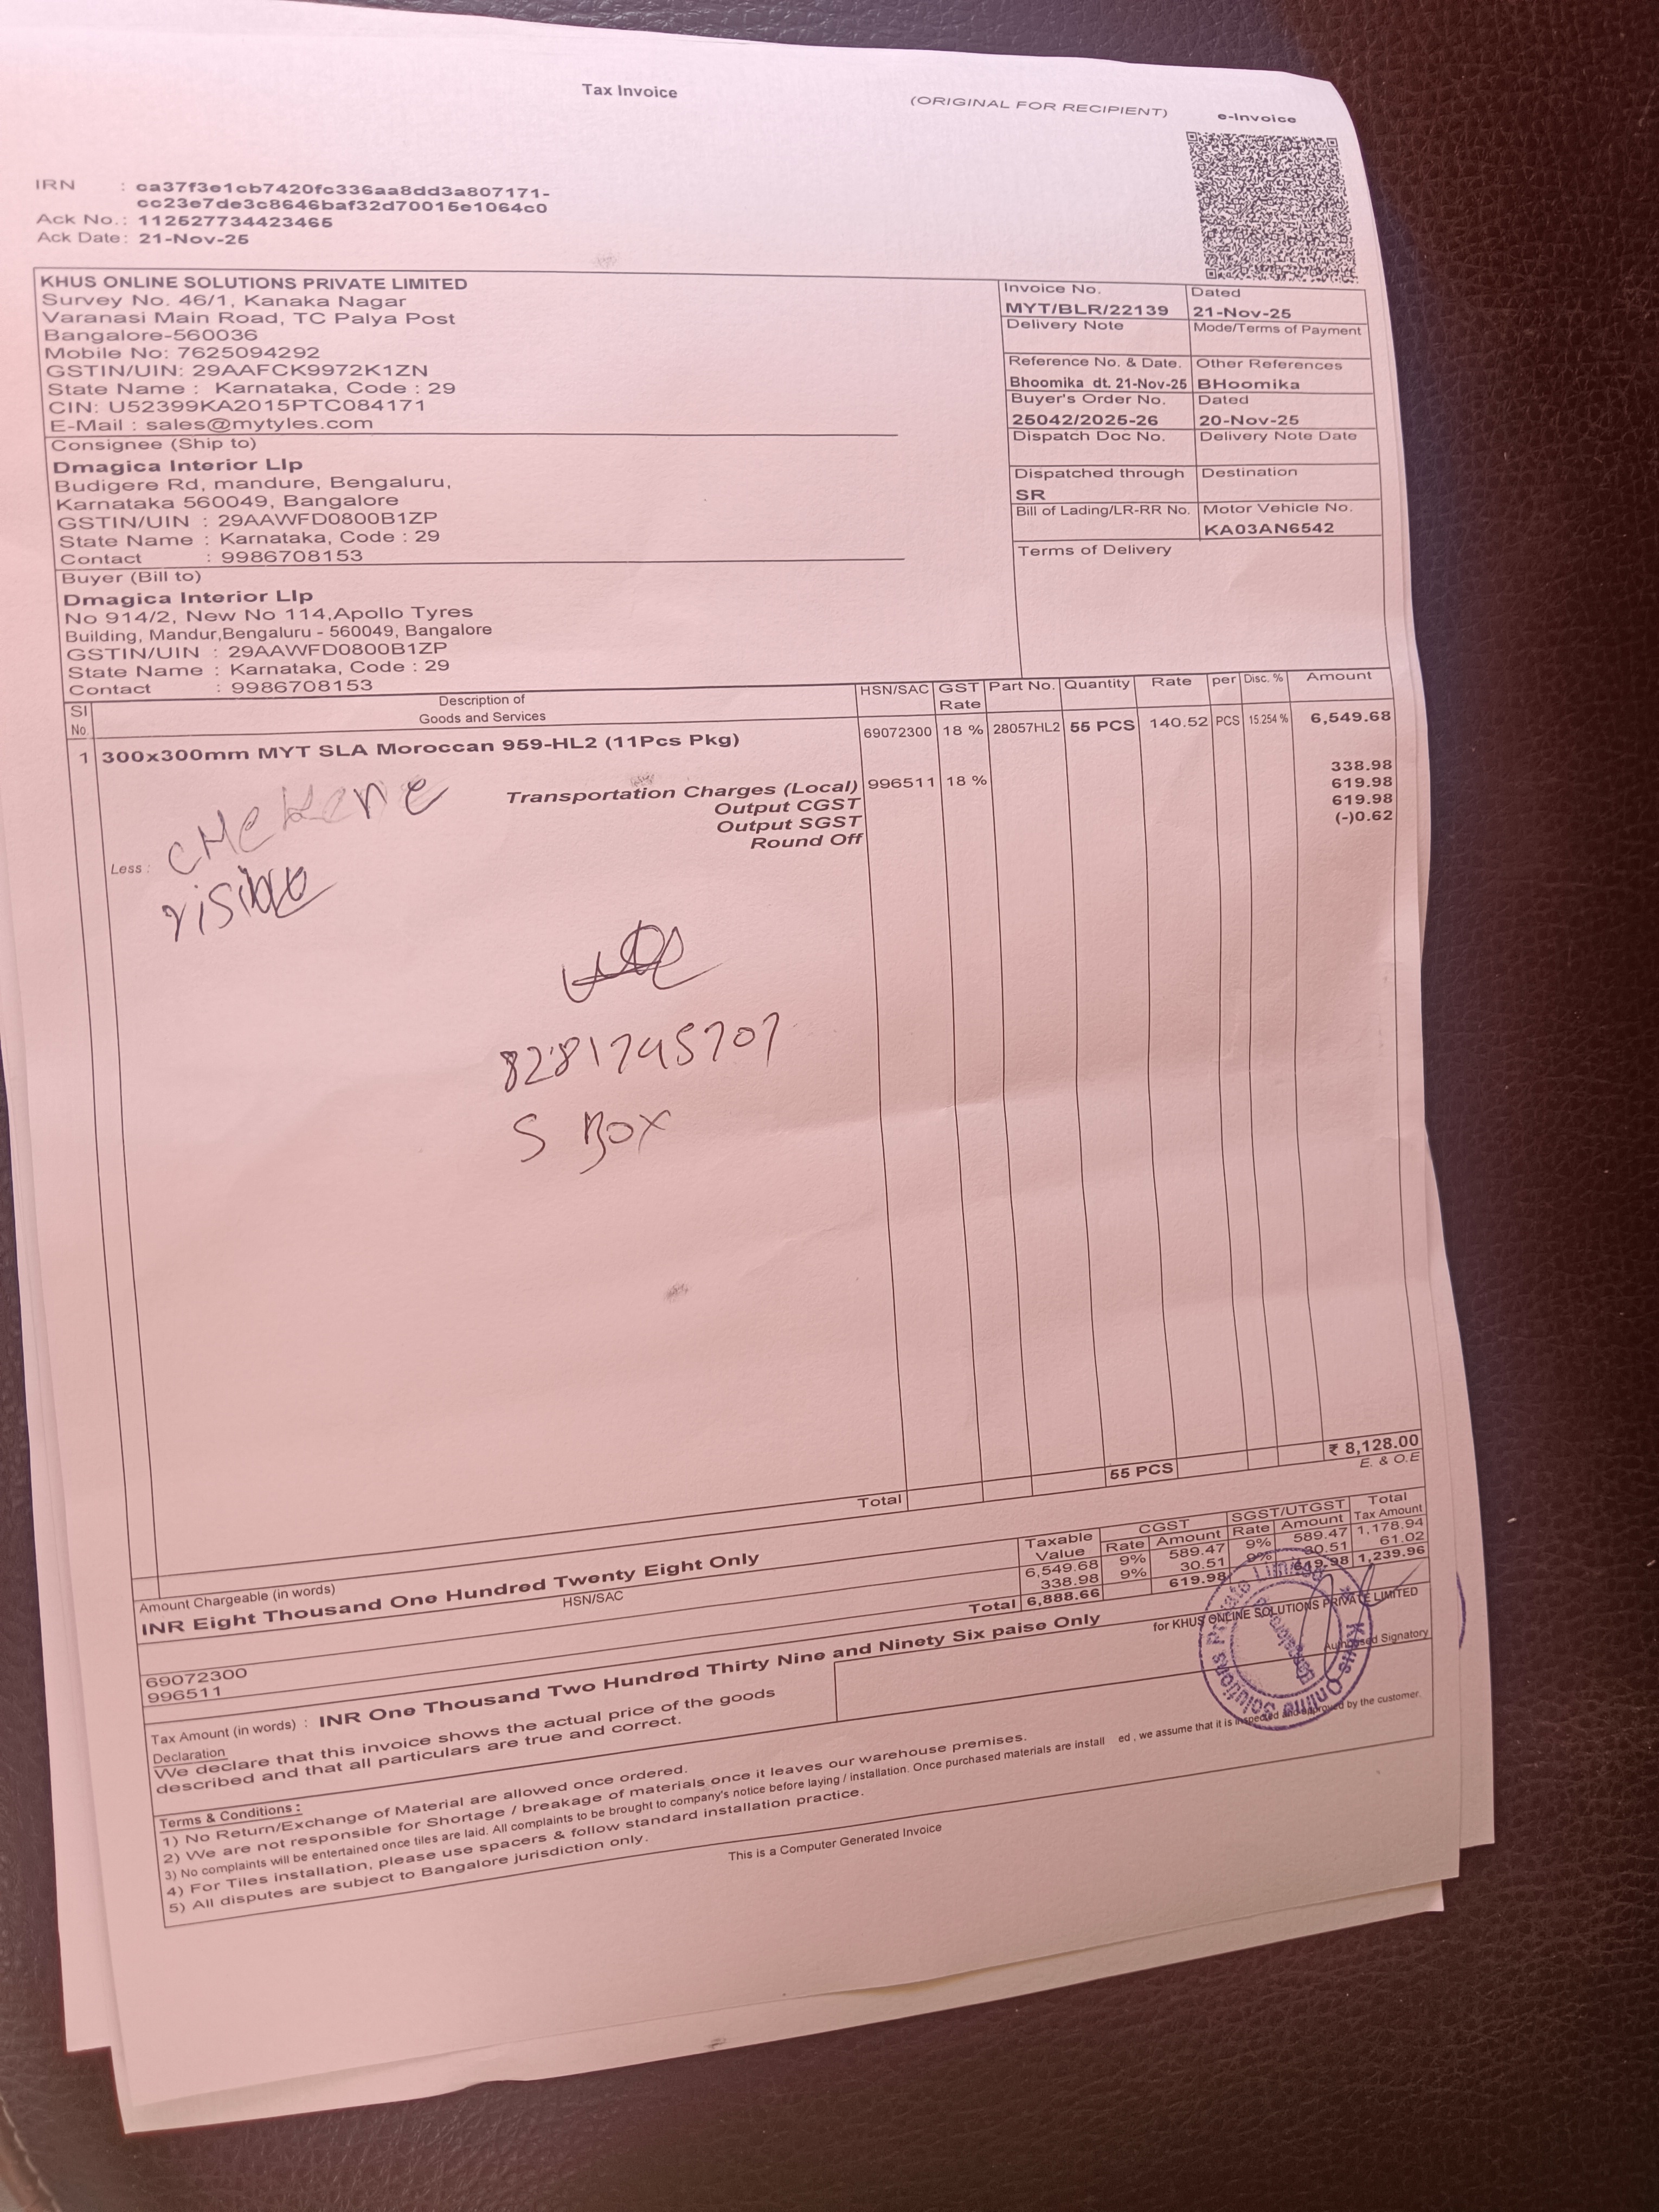 Tax Invoice
(ORIGINAL FOR RECIPIENT)
e-Invoice
IRN : ca37f3e1cb7420fc336aa8dd3a807171-
cc23e7de3c8646baf32d70015e1064c0
Ack No.: 112527734423465
Ack Date: 21-Nov-25
KHUS ONLINE SOLUTIONS PRIVATE LIMITED
Survey No. 46/1, Kanaka Nagar
Varanasi Main Road, TC Palya Post
Bangalore-560036
Mobile No: 7625094292
GSTIN/UIN: 29AAFCK9972K1ZN
State Name : Karnataka, Code : 29
CIN: U52399KA2015PTC084171
E-Mail : sales@mytyles.com
Invoice No. Dated
MYT/BLR/22139 21-Nov-25
Delivery Note Mode/Terms of Payment
Reference No. & Date. Other References
Bhoomika dt. 21-Nov-25 BHoomika
Buyer's Order No. Dated
25042/2025-26 20-Nov-25
Dispatch Doc No. Delivery Note Date
Dispatched through Destination
SR
Bill of Lading/LR-RR No. Motor Vehicle No.
KA03AN6542
Terms of Delivery
Consignee (Ship to)
Dmagica Interior Llp
Budigere Rd, mandure, Bengaluru,
Karnataka 560049, Bangalore
GSTIN/UIN : 29AAWFD0800B1ZP
State Name : Karnataka, Code : 29
Contact : 9986708153
Buyer (Bill to)
Dmagica Interior Llp
No 914/2, New No 114,Apollo Tyres
Building, Mandur,Bengaluru - 560049, Bangalore
GSTIN/UIN : 29AAWFD0800B1ZP
State Name : Karnataka, Code : 29
Contact : 9986708153
Sl No Description of Goods and Services HSN/SAC GST Rate Part No. Quantity Rate per Disc. % Amount
1 300x300mm MYT SLA Moroccan 959-HL2 (11Pcs Pkg) 69072300 18 % 28057HL2 55 PCS 140.52 PCS 15.254 % 6,549.68
Transportation Charges (Local) 996511 18 % 338.98
Output CGST 619.98
Output SGST 619.98
Less : Round Off (-)0.62
8281745707
5 BOX
Total 55 PCS ₹ 8,128.00
E. & O.E
Amount Chargeable (in words)
INR Eight Thousand One Hundred Twenty Eight Only
HSN/SAC Taxable Value CGST Rate Amount SGST/UTGST Rate Amount Total Tax Amount
69072300 6,549.68 9% 589.47 9% 589.47 1,178.94
996511 338.98 9% 30.51 9% 30.51 61.02
Total 6,888.66 619.98 619.98 1,239.96
Tax Amount (in words) : INR One Thousand Two Hundred Thirty Nine and Ninety Six paise Only
Declaration
We declare that this invoice shows the actual price of the goods
described and that all particulars are true and correct.
for KHUS ONLINE SOLUTIONS PRIVATE LIMITED
Authorised Signatory
Khus Online Solutions Private Limited
Bangalore
Terms & Conditions :
1) No Return/Exchange of Material are allowed once ordered.
2) We are not responsible for Shortage / breakage of materials once it leaves our warehouse premises.
3) No complaints will be entertained once tiles are laid. All complaints to be brought to company's notice before laying / installation. Once purchased materials are install ed , we assume that it is inspected and approved by the customer.
4) For Tiles installation, please use spacers & follow standard installation practice.
5) All disputes are subject to Bangalore jurisdiction only.
This is a Computer Generated Invoice